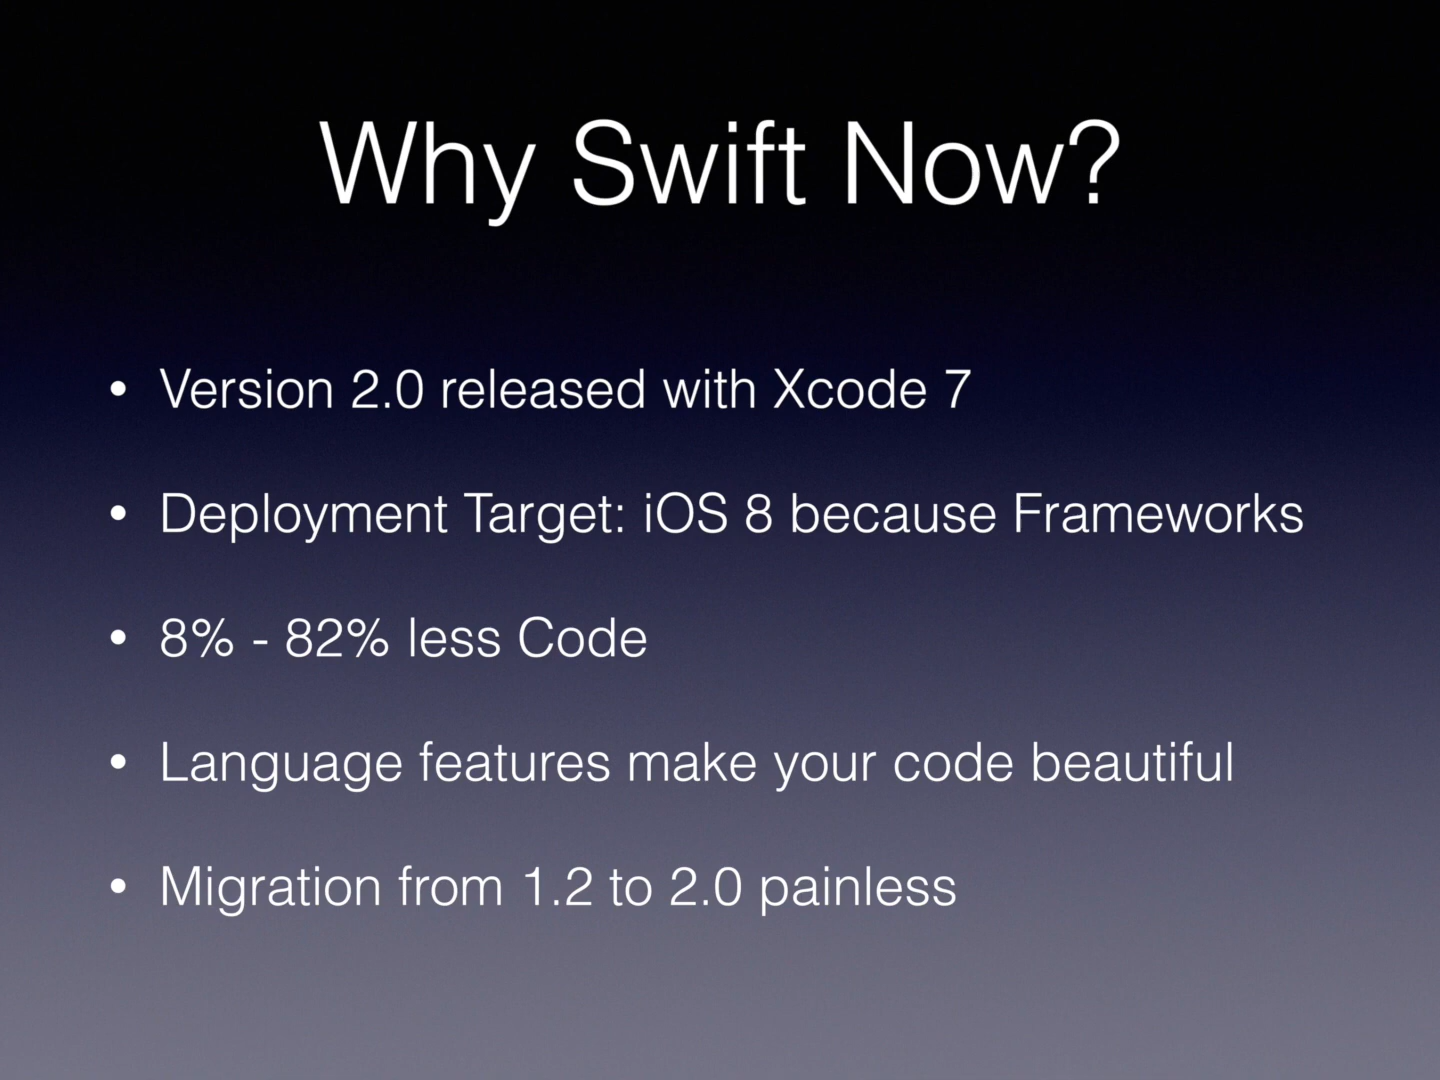 Why Swift Now?
• Version 2.0 released with Xcode 7
• Deployment Target: iOS 8 because Frameworks
• 8% - 82% less Code
• Language features make your code beautiful
• Migration from 1.2 to 2.0 painless